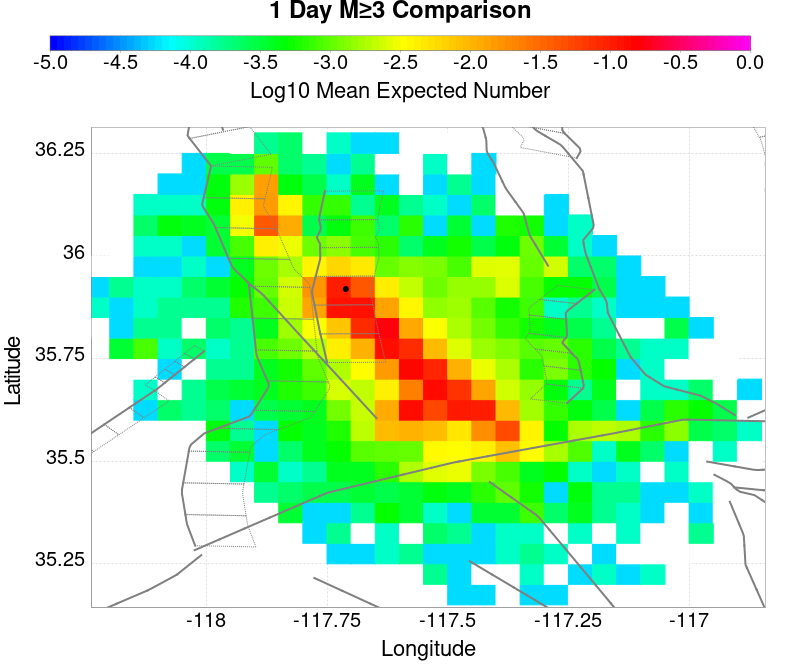 1 Day M≥3 Comparison
-5.0 -4.5 -4.0 -3.5 -3.0 -2.5 -2.0 -1.5 -1.0 -0.5 0.0
Log10 Mean Expected Number
36.25
36
35.75
35.5
35.25
Latitude
-118 -117.75 -117.5 -117.25 -117
Longitude